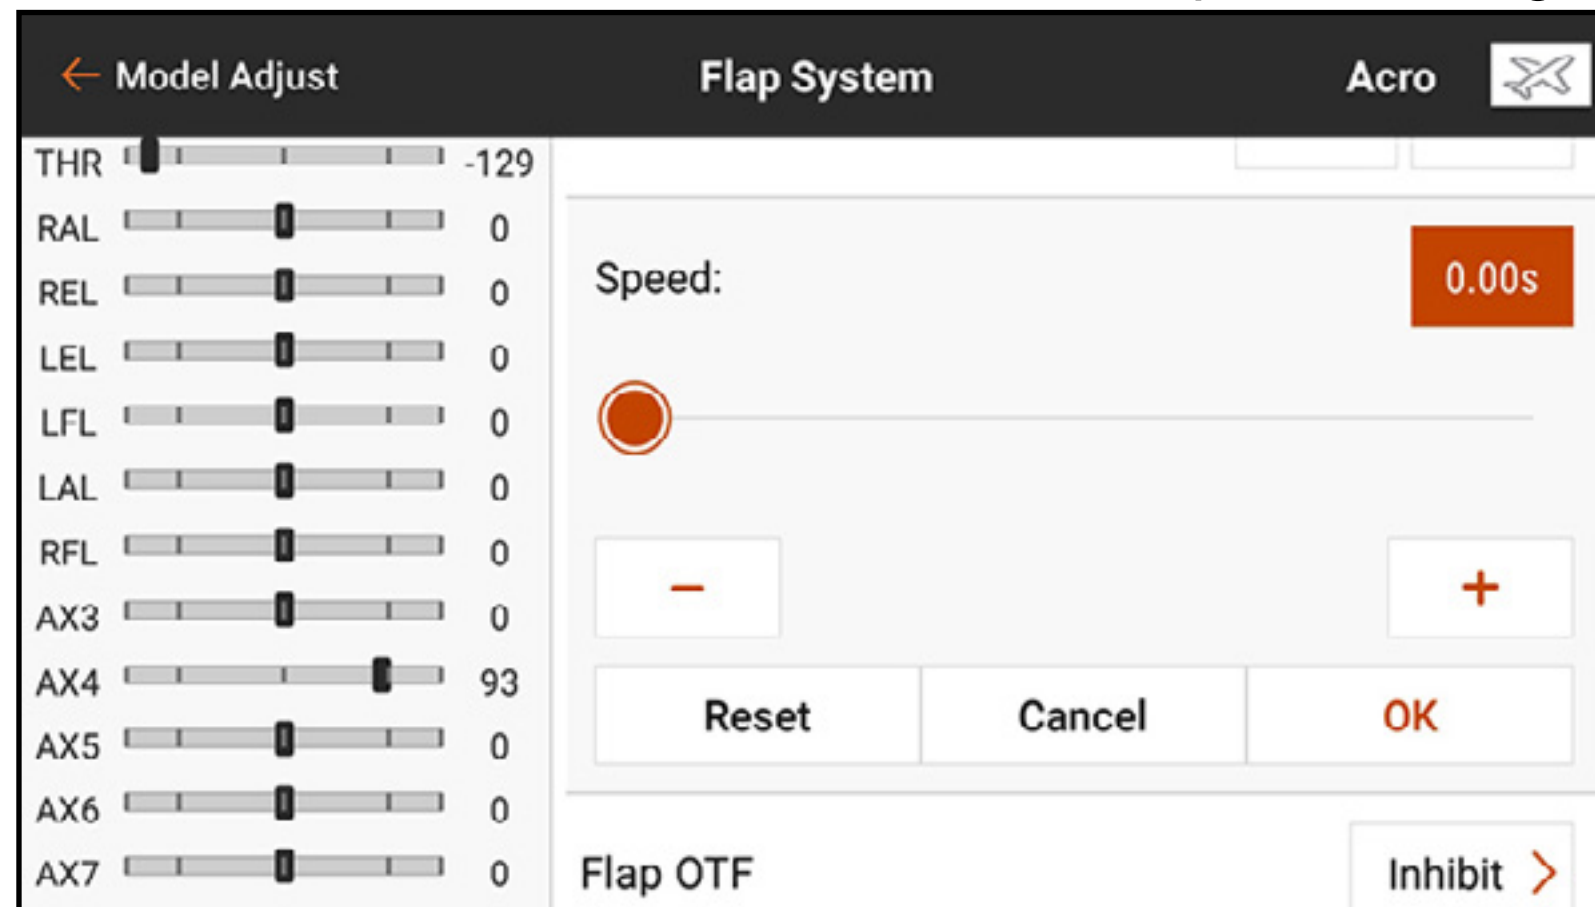 Model Adjust Flap System Acro
THR -129
RAL 0
REL 0
LEL 0
LFL 0
LAL 0
RFL 0
AX3 0
AX4 93
AX5 0
AX6 0
AX7 0
Speed: 0.00s
− +
Reset Cancel OK
Flap OTF Inhibit >